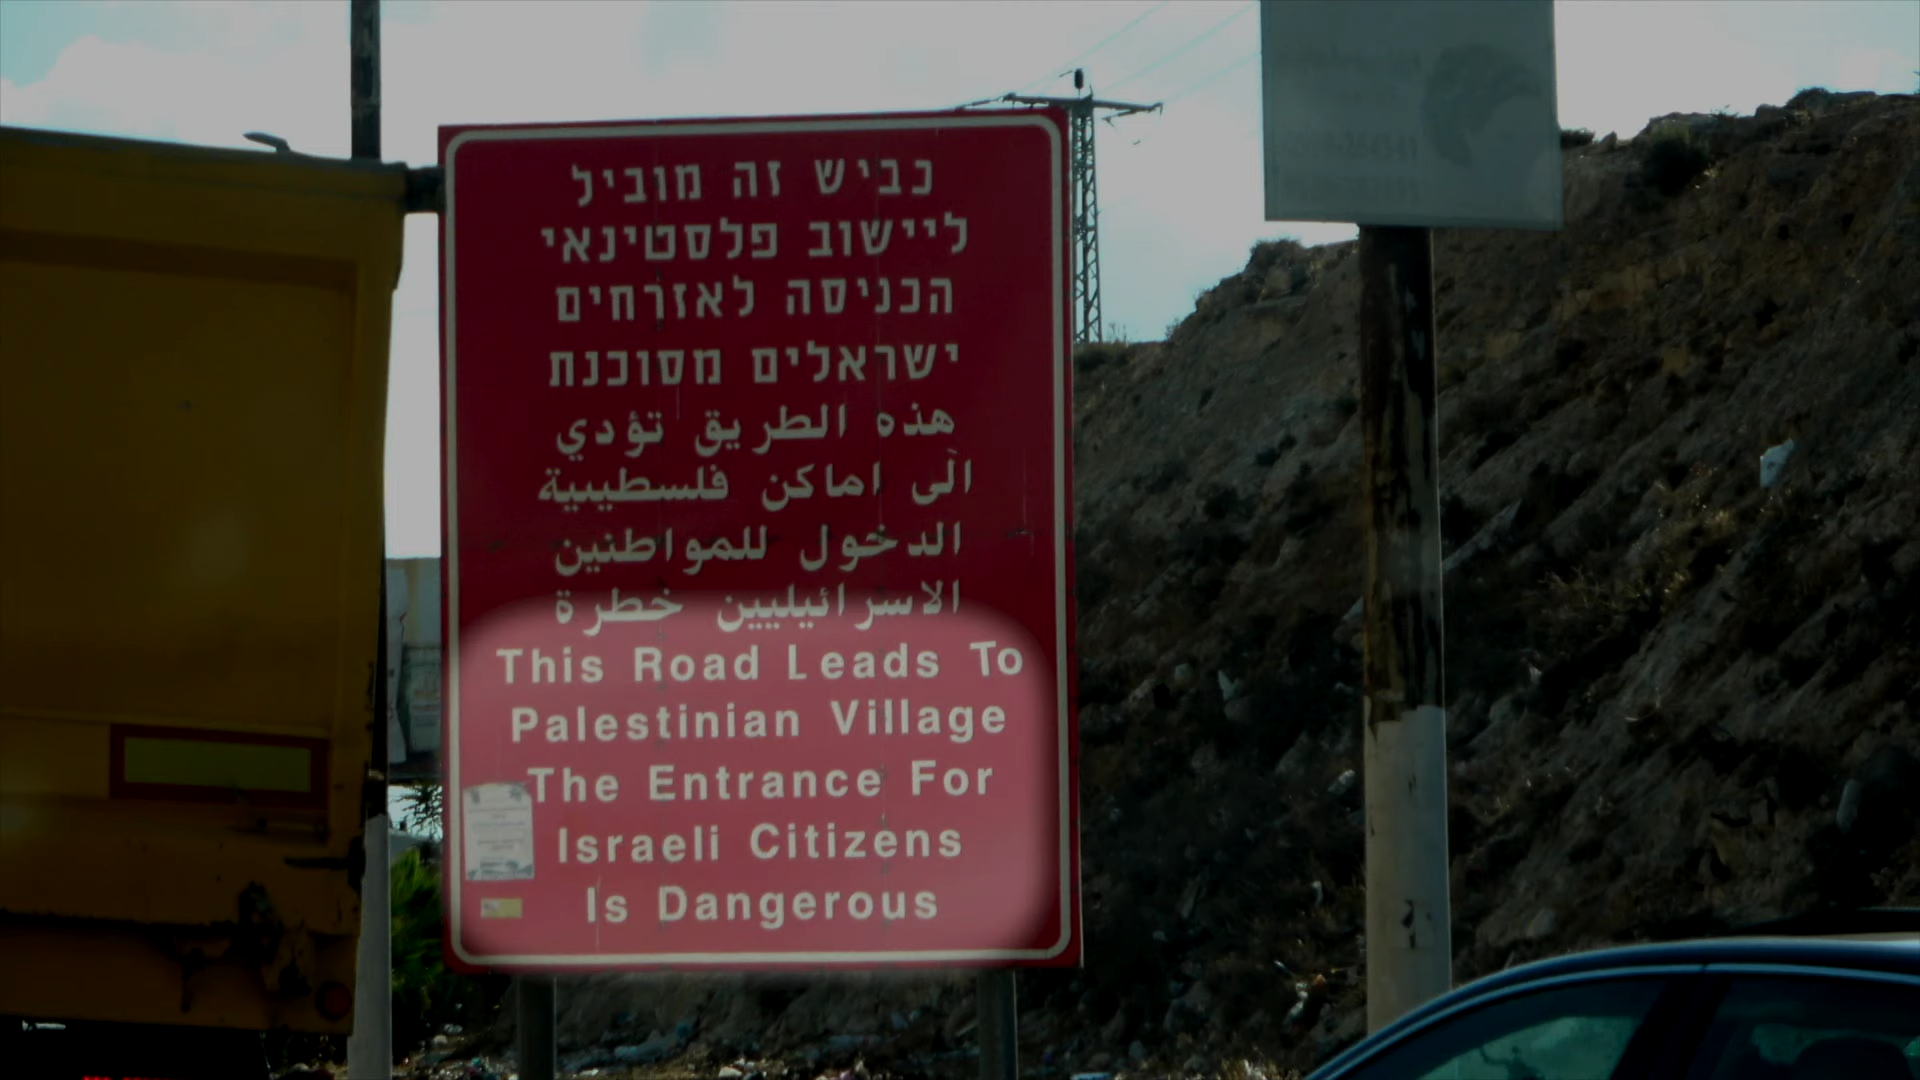 כביש זה מוביל
ליישוב פלסטינאי
הכניסה לאזרחים
ישראלים מסוכנת
هذه الطريق تؤدي
الى اماكن فلسطينية
الدخول للمواطنين
الاسرائيليين خطرة
This Road Leads To
Palestinian Village
The Entrance For
Israeli Citizens
Is Dangerous